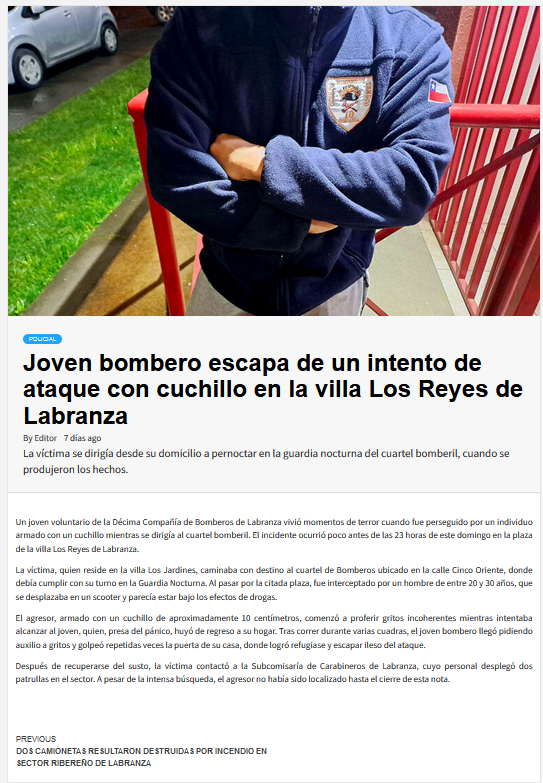 POLICIAL
Joven bombero escapa de un intento de
ataque con cuchillo en la villa Los Reyes de
Labranza
By Editor 7 días ago
La víctima se dirigía desde su domicilio a pernoctar en la guardia nocturna del cuartel bomberil, cuando se
produjeron los hechos.
Un joven voluntario de la Décima Compañía de Bomberos de Labranza vivió momentos de terror cuando fue perseguido por un individuo
armado con un cuchillo mientras se dirigía al cuartel bomberil. El incidente ocurrió poco antes de las 23 horas de este domingo en la plaza
de la villa Los Reyes de Labranza.
La víctima, quien reside en la villa Los Jardines, caminaba con destino al cuartel de Bomberos ubicado en la calle Cinco Oriente, donde
debía cumplir con su turno en la Guardia Nocturna. Al pasar por la citada plaza, fue interceptado por un hombre de entre 20 y 30 años, que
se desplazaba en un scooter y parecía estar bajo los efectos de drogas.
El agresor, armado con un cuchillo de aproximadamente 10 centímetros, comenzó a proferir gritos incoherentes mientras intentaba
alcanzar al joven, quien, presa del pánico, huyó de regreso a su hogar. Tras correr durante varias cuadras, el joven bombero llegó pidiendo
auxilio a gritos y golpeó repetidas veces la puerta de su casa, donde logró refugiase y escapar ileso del ataque.
Después de recuperarse del susto, la víctima contactó a la Subcomisaría de Carabineros de Labranza, cuyo personal desplegó dos
patrullas en el sector. A pesar de la intensa búsqueda, el agresor no había sido localizado hasta el cierre de esta nota.
PREVIOUS
DO$ CAMIONETA$ RE$ULTARON DE$TRUIDA$ POR INCENDIO EN
$ECTOR RIBEREÑO DE LABRANZA